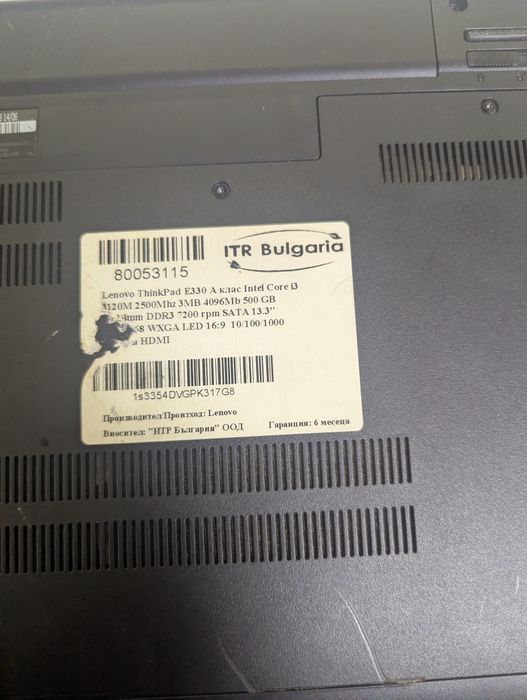 14/06
ITR Bulgaria
80053115
Lenovo ThinkPad E330 А клас Intel Core i3
3120M 2500Mhz 3MB 4096Mb 500 GB
DDR3 7200 rpm SATA 13.3"
WXGA LED 16:9 10/100/1000
HDMI
1s3354DVGPK317G8
Производител/Произход: Lenovo
Вносител: "ИТР България" ООД Гаранция: 6 месеца